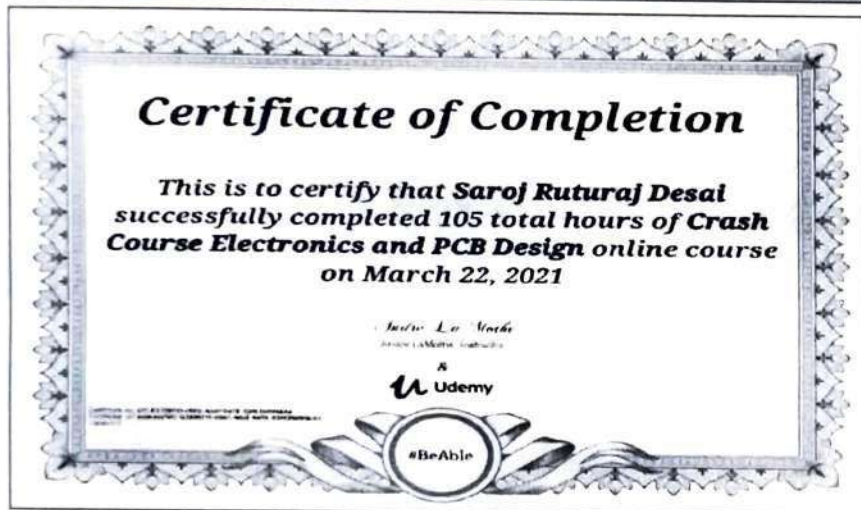 Certificate of Completion
This is to certify that Saroj Ruturaj Desai
successfully completed 105 total hours of Crash
Course Electronics and PCB Design online course
on March 22, 2021
&
Udemy
#BeAble